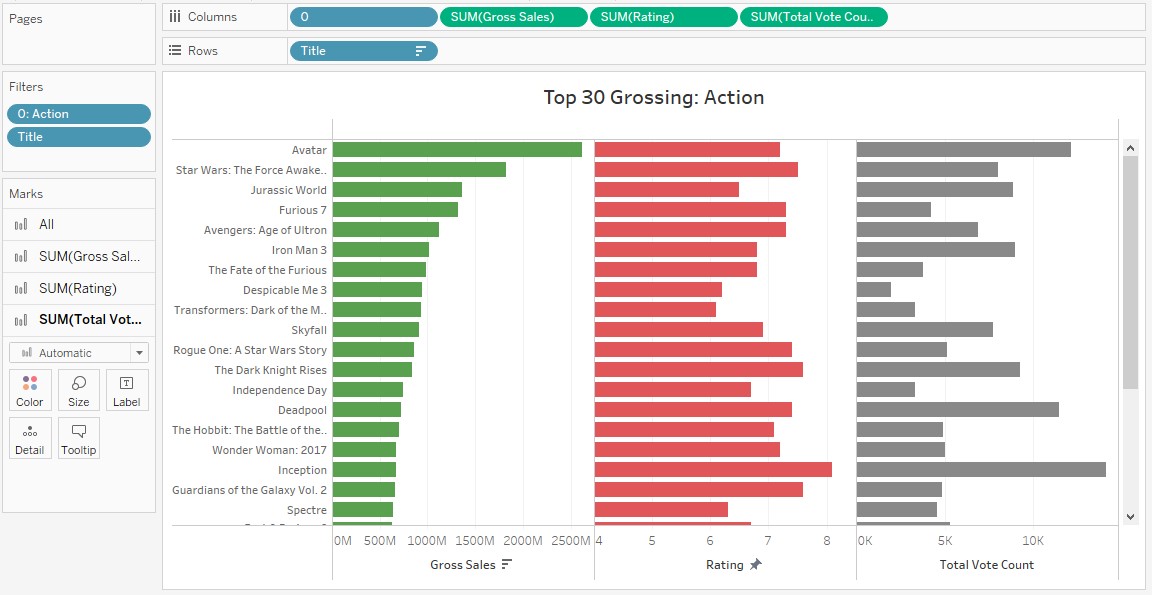 Pages
Columns
0
SUM(Gross Sales)
SUM(Rating)
SUM(Total Vote Cou..
Rows
Title
Filters
0: Action
Title
Marks
All
SUM(Gross Sal...
SUM(Rating)
SUM(Total Vot...
Automatic
Color Size Label
Detail Tooltip
Top 30 Grossing: Action
Avatar
Star Wars: The Force Awake..
Jurassic World
Furious 7
Avengers: Age of Ultron
Iron Man 3
The Fate of the Furious
Despicable Me 3
Transformers: Dark of the M..
Skyfall
Rogue One: A Star Wars Story
The Dark Knight Rises
Independence Day
Deadpool
The Hobbit: The Battle of the..
Wonder Woman: 2017
Inception
Guardians of the Galaxy Vol. 2
Spectre
0M 500M 1000M 1500M 2000M 2500M
4 5 6 7 8
0K 5K 10K
Gross Sales
Rating
Total Vote Count